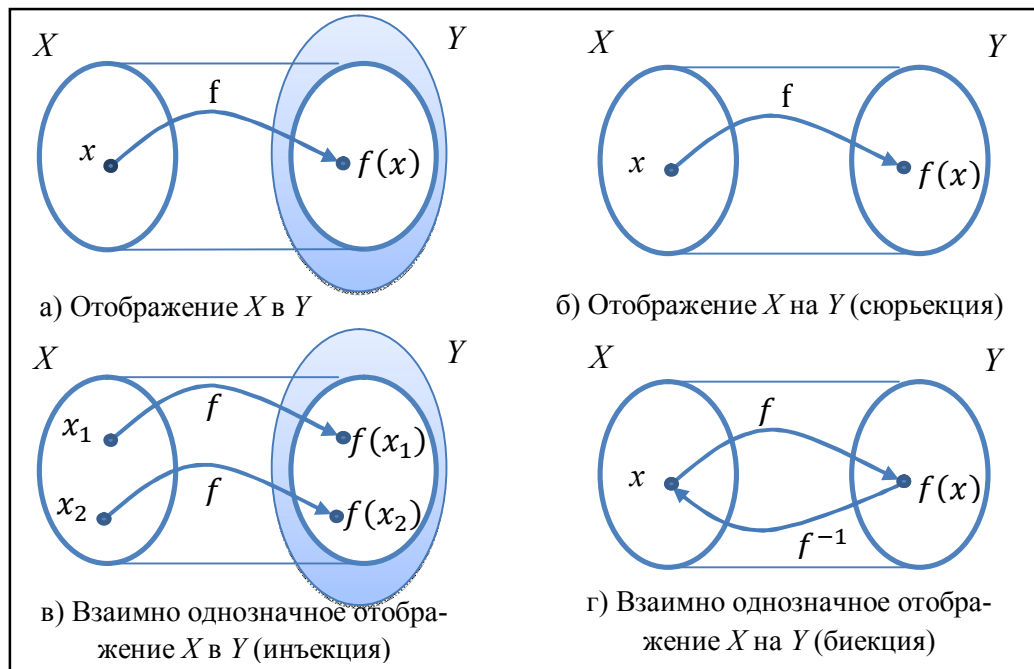 X Y
f
x f(x)
а) Отображение X в Y
X Y
f
x f(x)
б) Отображение X на Y (сюрьекция)
X Y
f
x₁ f(x₁)
f
x₂ f(x₂)
в) Взаимно однозначное отобра-
жение X в Y (инъекция)
X Y
f
x f(x)
f⁻¹
г) Взаимно однозначное отобра-
жение X на Y (биекция)